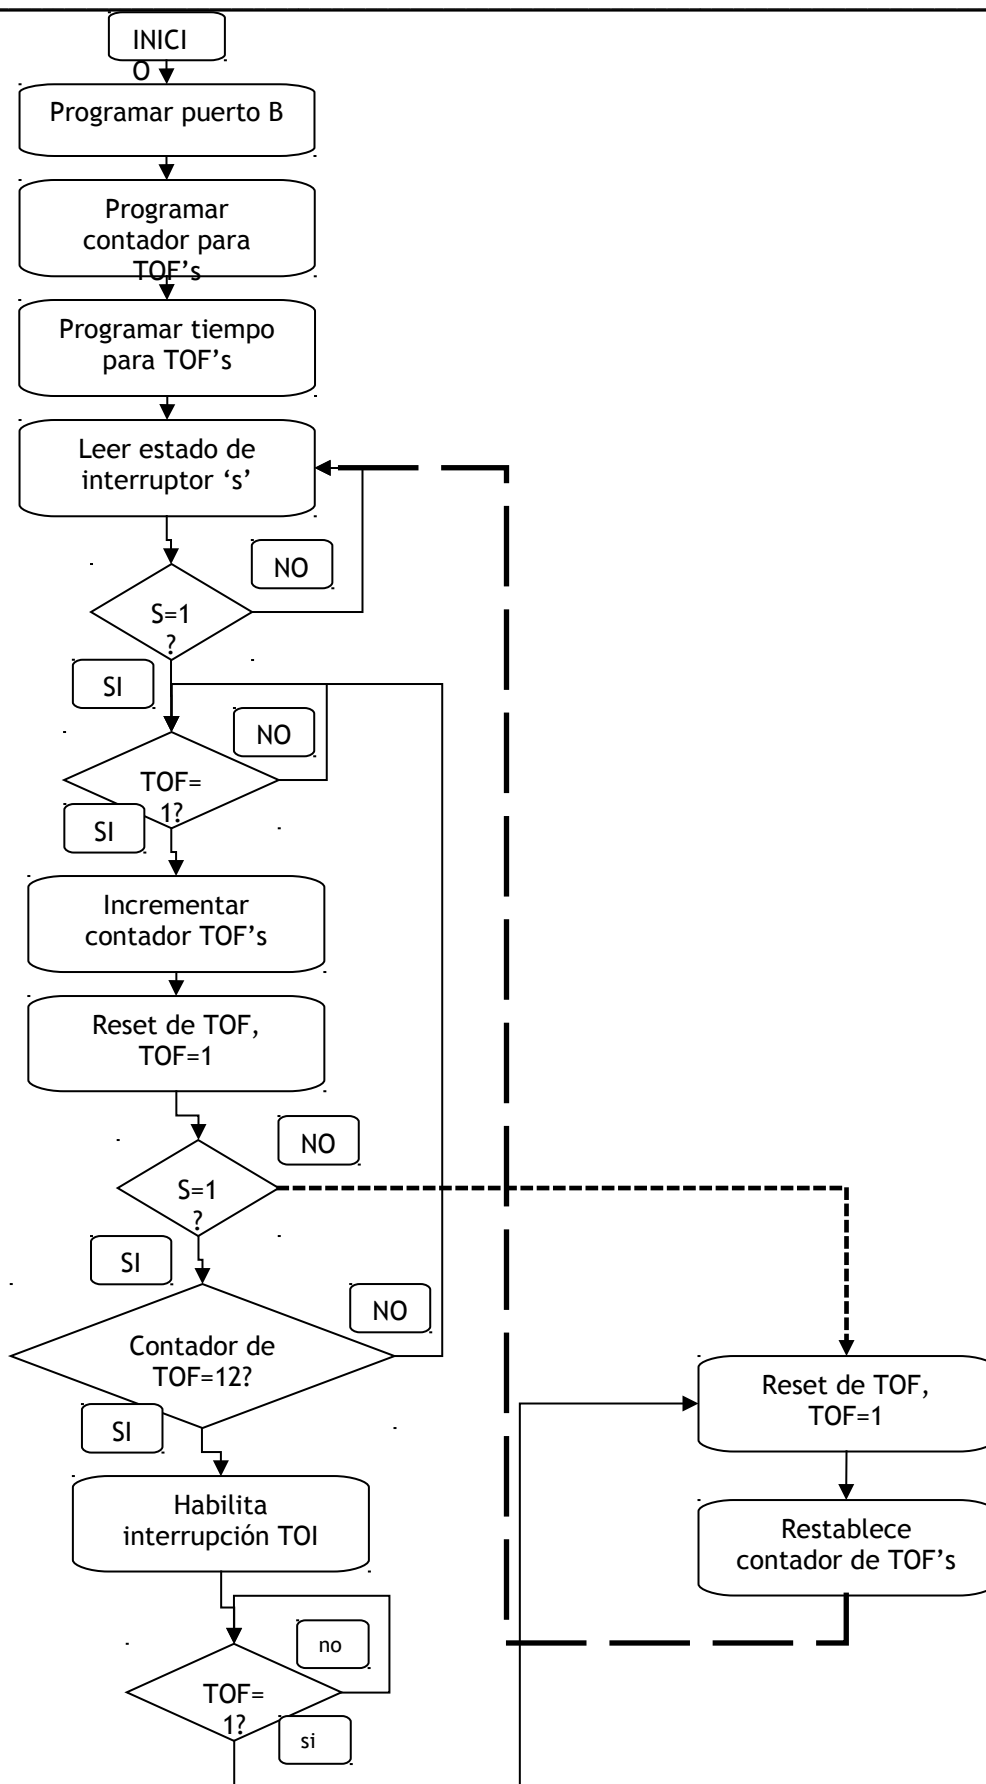 INICI
O
Programar puerto B
Programar
contador para
TOF’s
Programar tiempo
para TOF’s
Leer estado de
interruptor ‘s’
NO
S=1
?
SI
NO
TOF=
1?
SI
Incrementar
contador TOF’s
Reset de TOF,
TOF=1
NO
S=1
?
SI
NO
Contador de
TOF=12?
SI
Reset de TOF,
TOF=1
Habilita
interrupción TOI
Restablece
contador de TOF’s
no
TOF=
1?
si